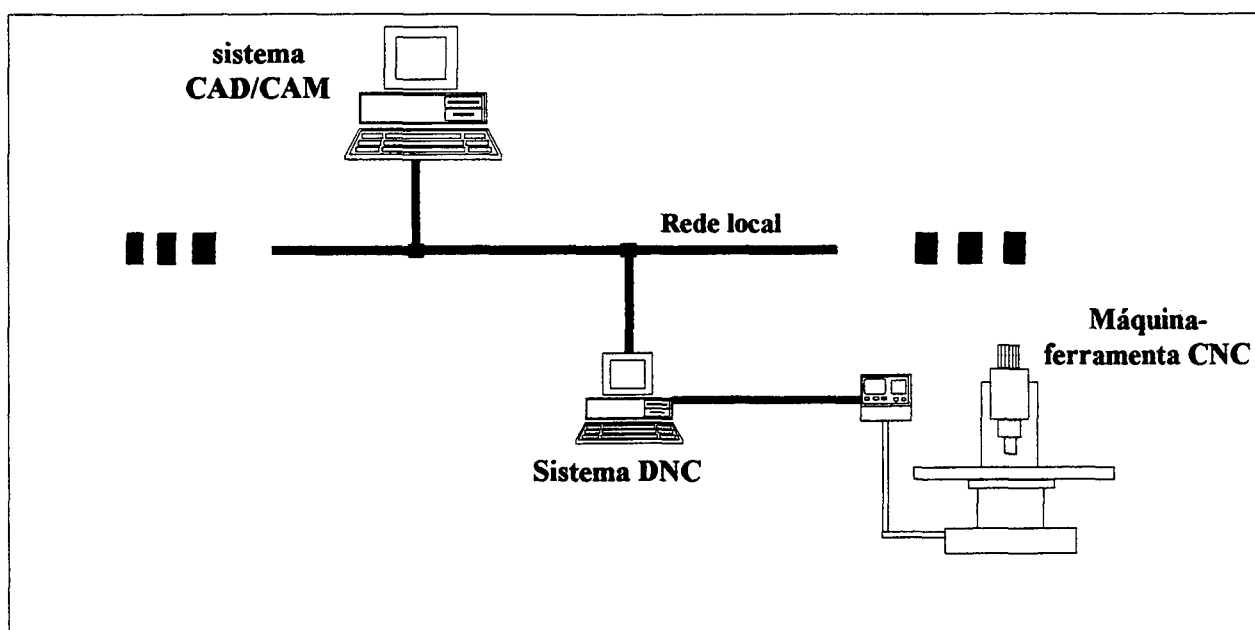 sistema
CAD/CAM
Rede local
Máquina-
ferramenta CNC
Sistema DNC